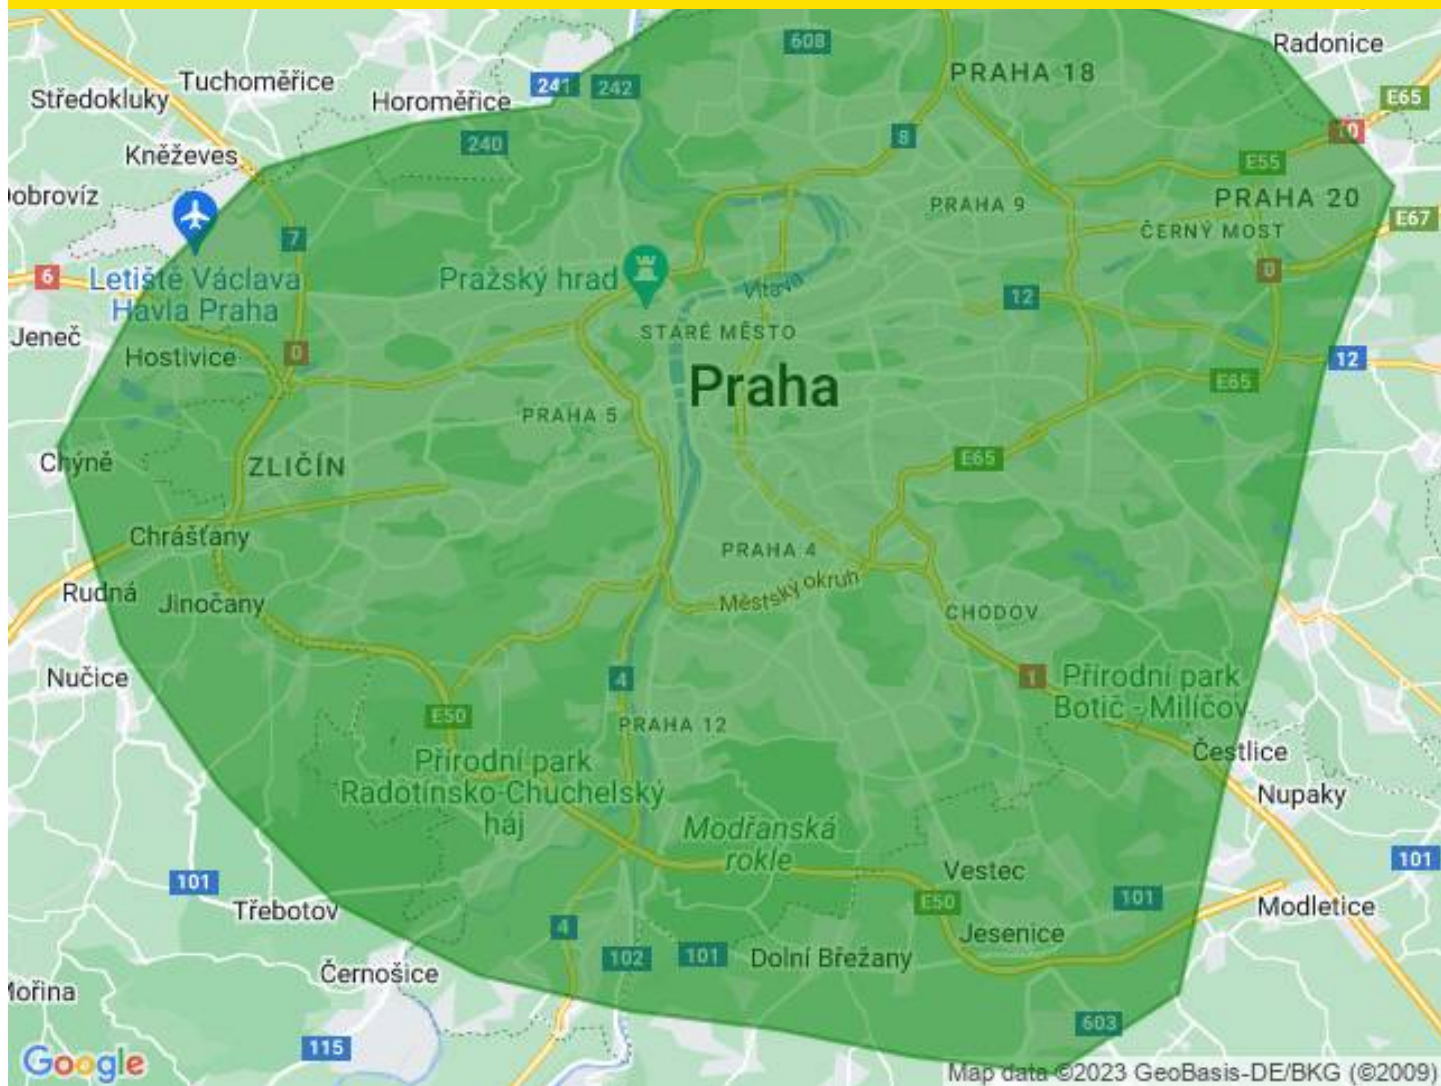 608
Radonice
PRAHA 18
Tuchoměřice
241
242
E65
Středokluky
Horoměřice
10
8
240
Kněževes
E55
PRAHA 20
PRAHA 9
E67
ČERNÝ MOST
7
6
Letiště Václava
Havla Praha
Pražský hrad
Vltava
0
12
Jeneč
STARÉ MĚSTO
Hostivice
0
12
Praha
E65
PRAHA 5
Chýně
ZLIČÍN
E65
Chrášťany
PRAHA 4
Rudná
Jinočany
Městský okruh
CHODOV
Nučice
4
1
Přírodní park
Botič - Milíčov
E50
PRAHA 12
Čestlice
Přírodní park
Radotínsko-Chuchelský
háj
Nupaky
Modřanská
rokle
Vestec
101
101
Třebotov
E50
101
Modletice
4
Jesenice
102
101
Dolní Břežany
Černošice
603
115
Google
Map data ©2023 GeoBasis-DE/BKG (©2009)